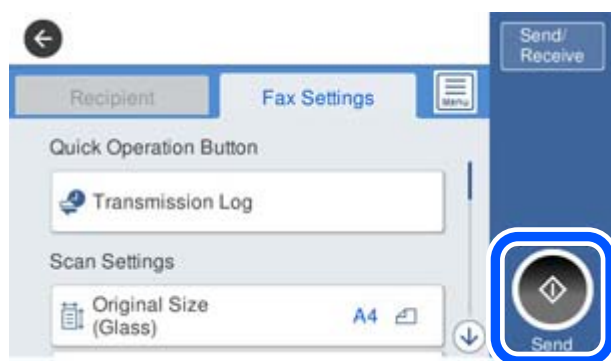 Send/
Receive
Recipient
Fax Settings
Menu
Quick Operation Button
Transmission Log
Scan Settings
Original Size
(Glass)
A4
Send